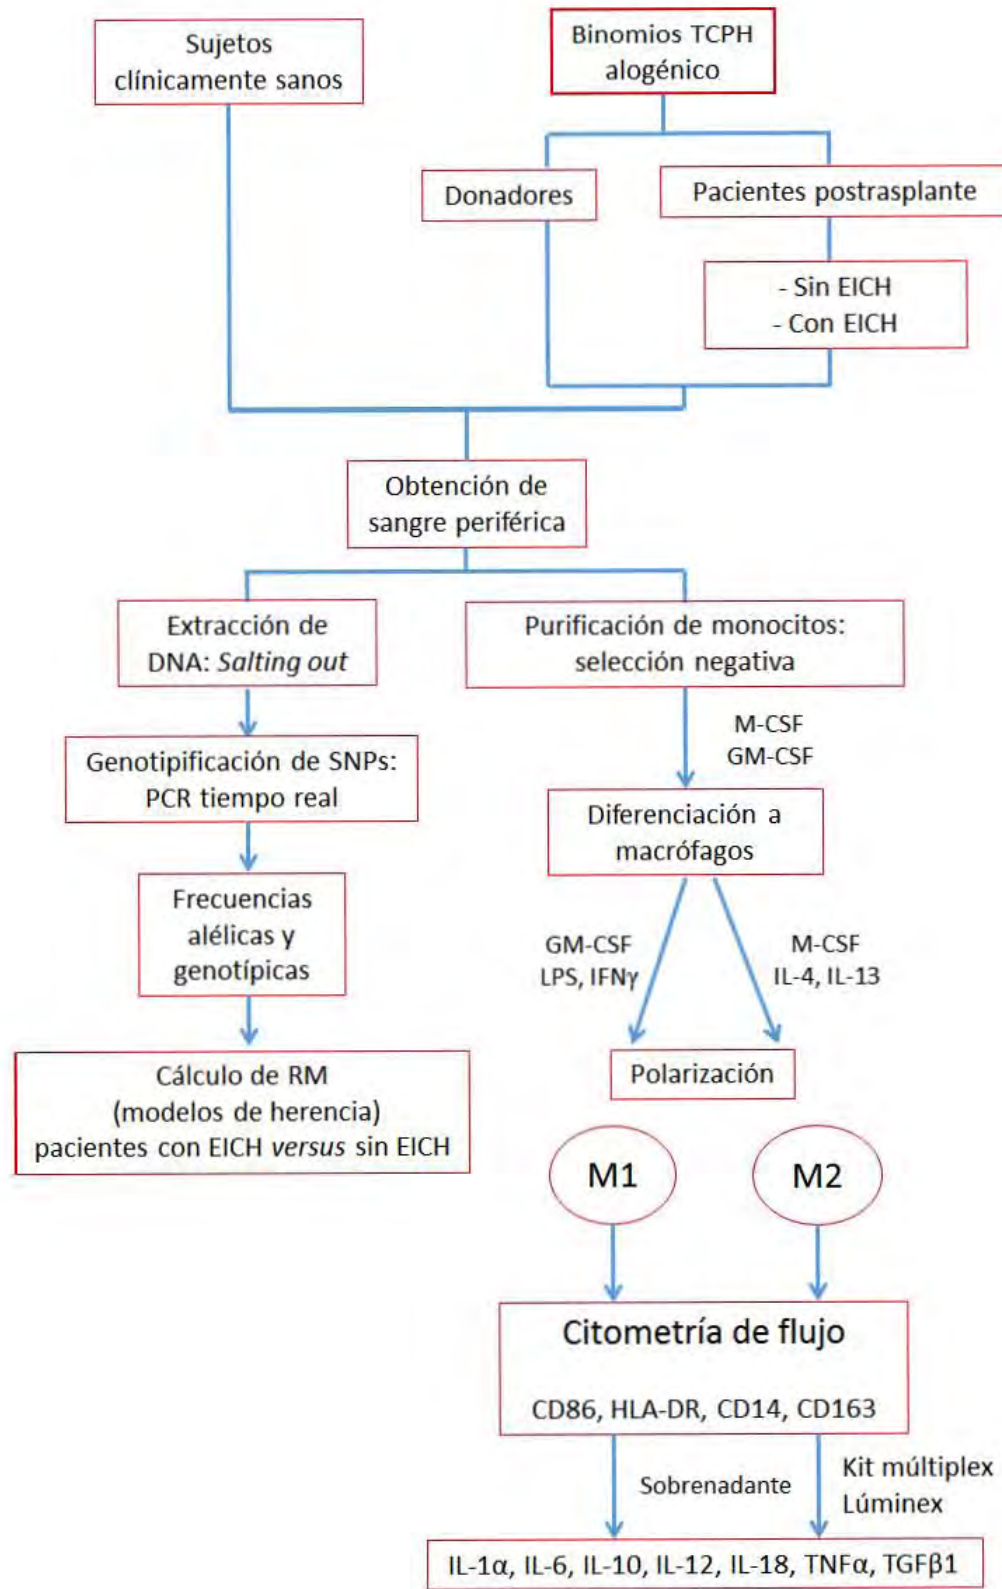 Sujetos
clínicamente sanos
Binomios TCPH
alogénico
Donadores
Pacientes postrasplante
- Sin EICH
- Con EICH
Obtención de
sangre periférica
Extracción de
DNA: Salting out
Purificación de monocitos:
selección negativa
M-CSF
GM-CSF
Genotipificación de SNPs:
PCR tiempo real
Diferenciación a
macrófagos
Frecuencias
alélicas y
genotípicas
GM-CSF
LPS, IFNγ
M-CSF
IL-4, IL-13
Cálculo de RM
(modelos de herencia)
pacientes con EICH versus sin EICH
Polarización
M1
M2
Citometría de flujo
CD86, HLA-DR, CD14, CD163
Sobrenadante
Kit múltiplex
Lúminex
IL-1α, IL-6, IL-10, IL-12, IL-18, TNFα, TGFβ1